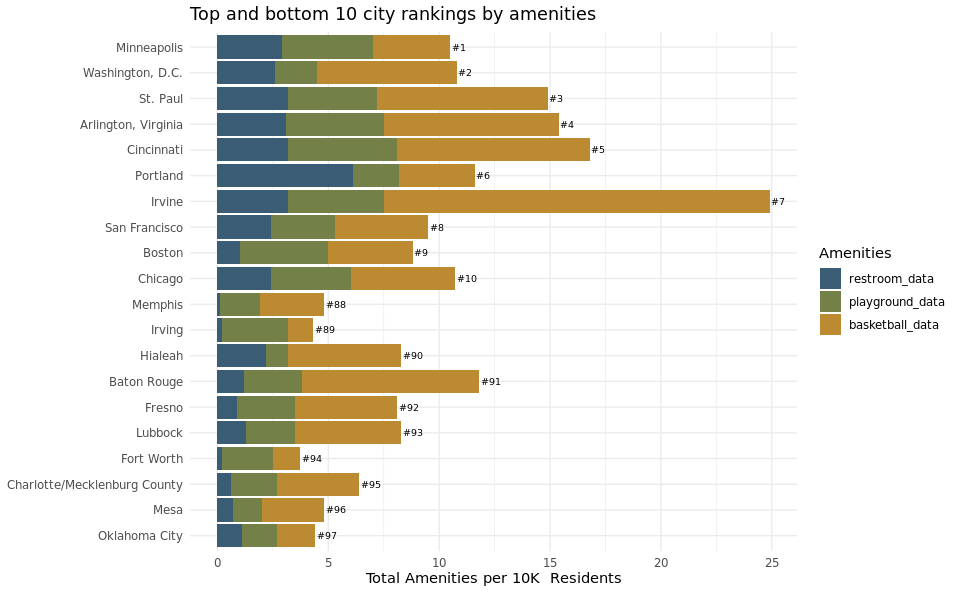 Top and bottom 10 city rankings by amenities
Minneapolis #1
Washington, D.C. #2
St. Paul #3
Arlington, Virginia #4
Cincinnati #5
Portland #6
Irvine #7
San Francisco #8
Boston #9
Chicago #10
Memphis #88
Irving #89
Hialeah #90
Baton Rouge #91
Fresno #92
Lubbock #93
Fort Worth #94
Charlotte/Mecklenburg County #95
Mesa #96
Oklahoma City #97
0 5 10 15 20 25
Total Amenities per 10K  Residents
Amenities
restroom_data
playground_data
basketball_data